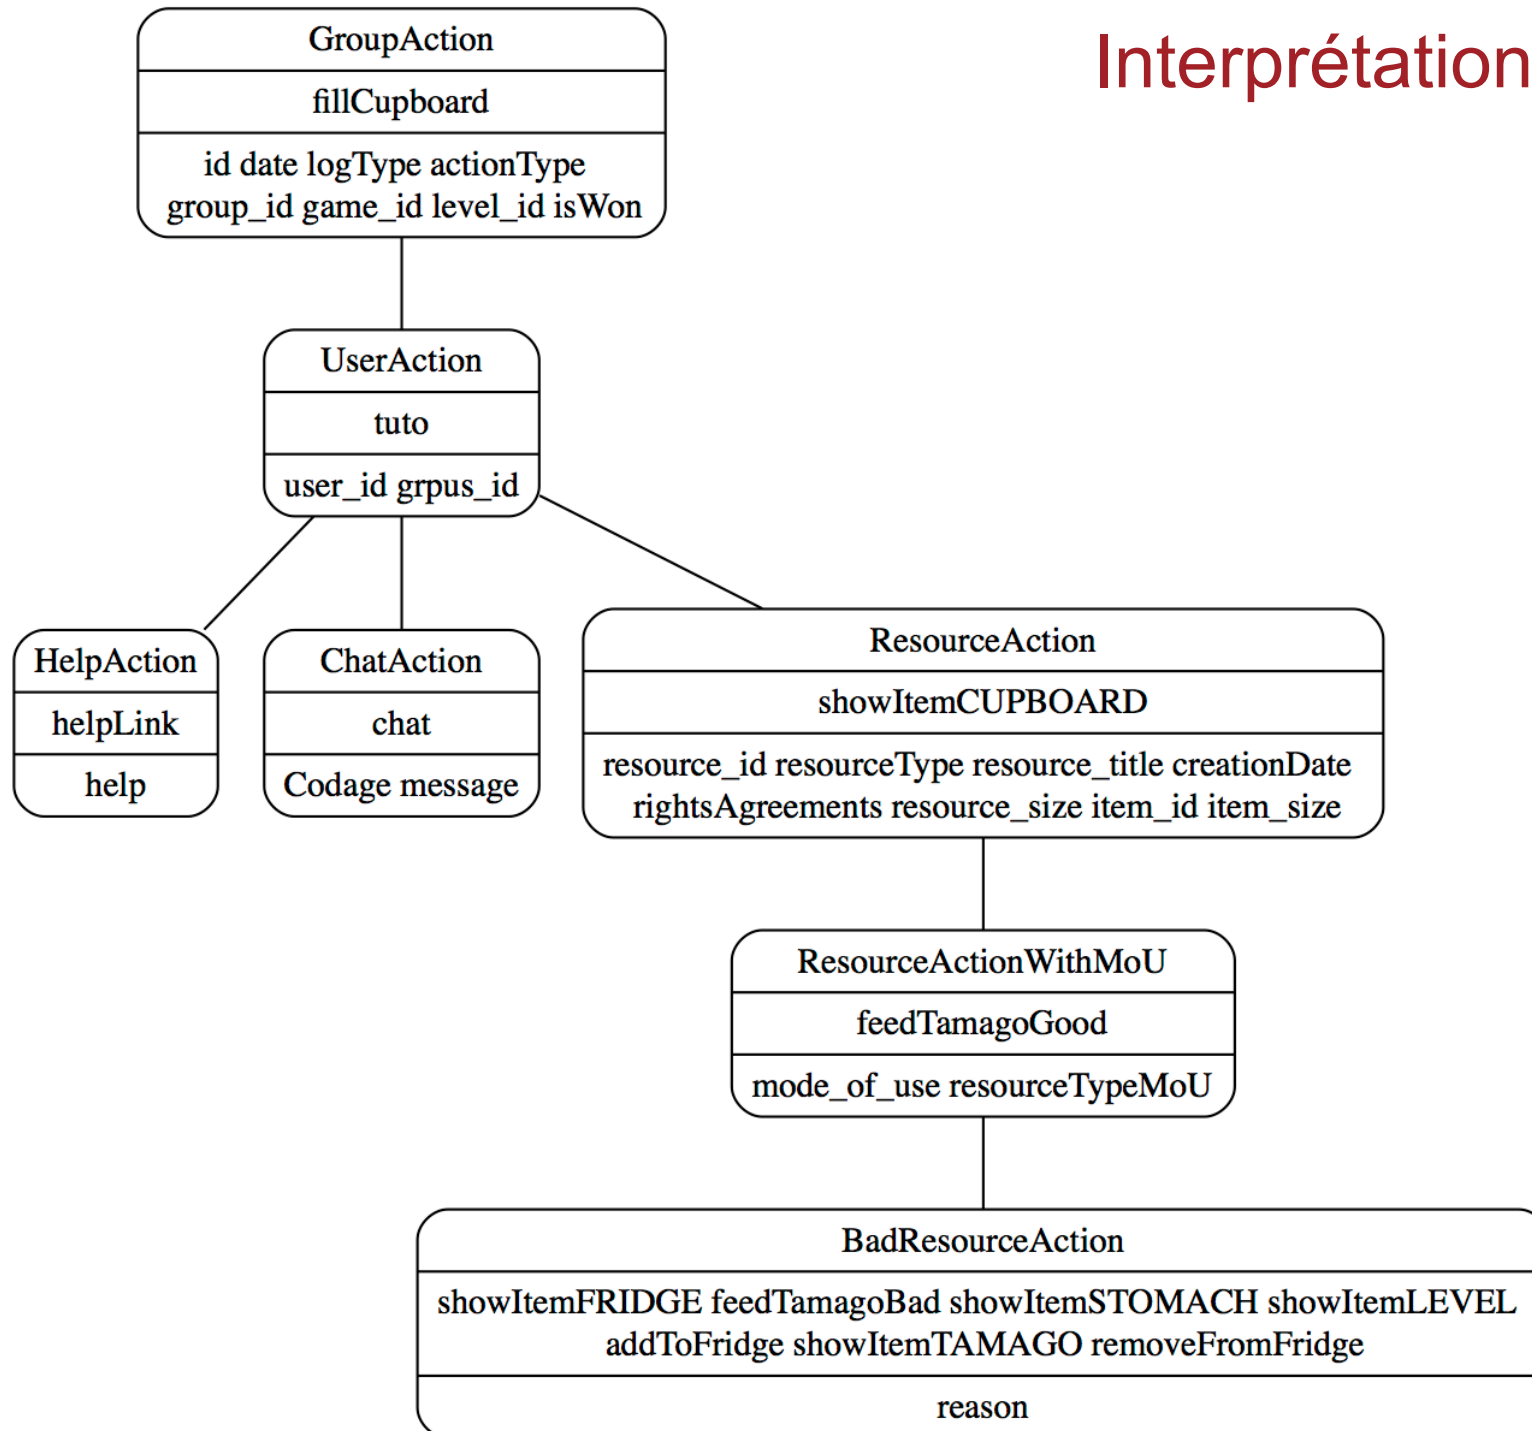 Interprétation
GroupAction
fillCupboard
id date logType actionType
group_id game_id level_id isWon
UserAction
tuto
user_id grpus_id
HelpAction
helpLink
help
ChatAction
chat
Codage message
ResourceAction
showItemCUPBOARD
resource_id resourceType resource_title creationDate
rightsAgreements resource_size item_id item_size
ResourceActionWithMoU
feedTamagoGood
mode_of_use resourceTypeMoU
BadResourceAction
showItemFRIDGE feedTamagoBad showItemSTOMACH showItemLEVEL
addToFridge showItemTAMAGO removeFromFridge
reason